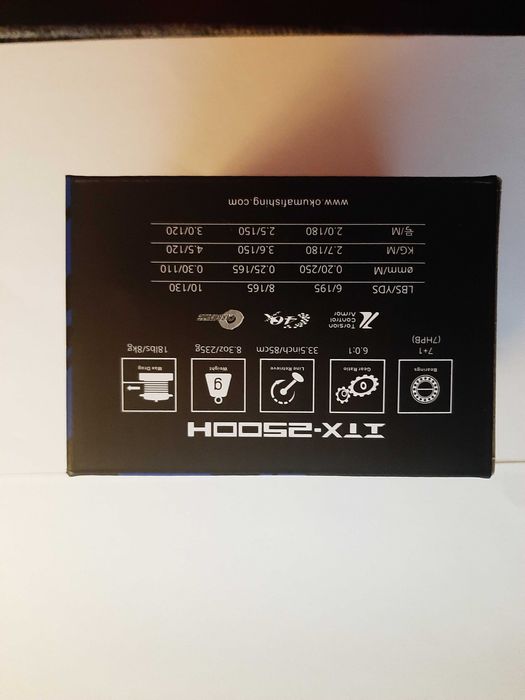 ITX-2500H
Bearings Gear Ratio Line Retrieve Weight Max Drag
g
7+1 6.0:1 33.5inch/85cm 8.3oz/235g 18lbs/8kg
(7HPB)
Torsion
Control
Armor
LBS/YDS 6/195 8/165 10/130
ømm/M 0.20/250 0.25/165 0.30/110
KG/M 2.7/180 3.6/150 4.5/120
号/M 2.0/180 2.5/150 3.0/120
www.okumafishing.com